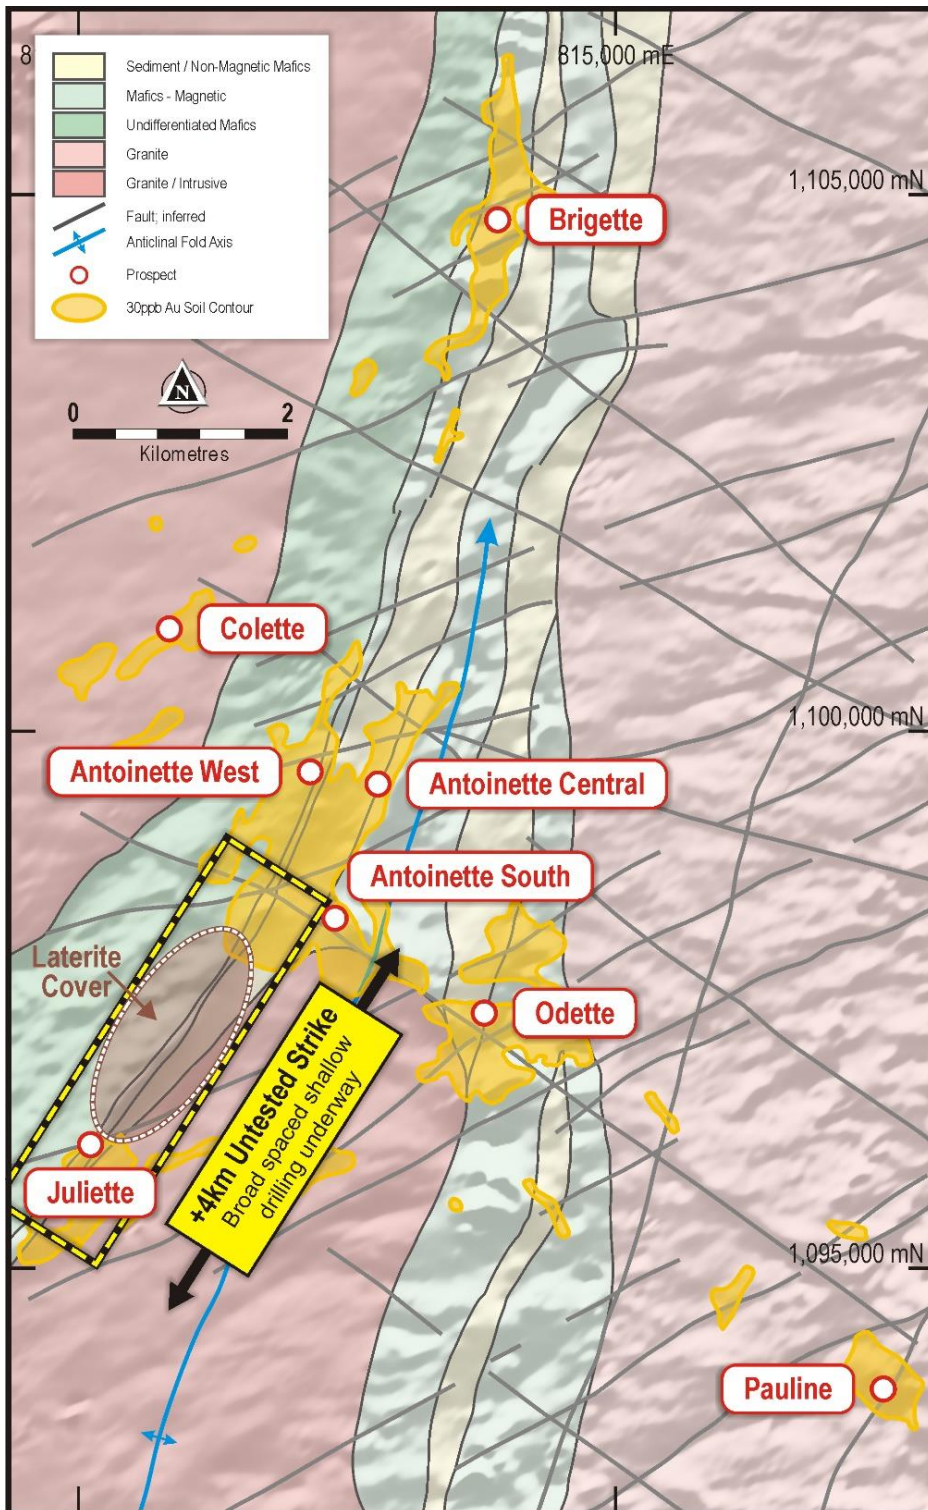 8
815,000 mE
Sediment / Non-Magnetic Mafics
Mafics - Magnetic
Undifferentiated Mafics
Granite
Granite / Intrusive
Fault; inferred
Anticlinal Fold Axis
Prospect
30ppb Au Soil Contour
N
0
2
Kilometres
1,105,000 mN
Brigette
Colette
1,100,000 mN
Antoinette West
Antoinette Central
Antoinette South
Laterite
Cover
Odette
+4km Untested Strike
Broad spaced shallow
drilling underway
Juliette
1,095,000 mN
Pauline